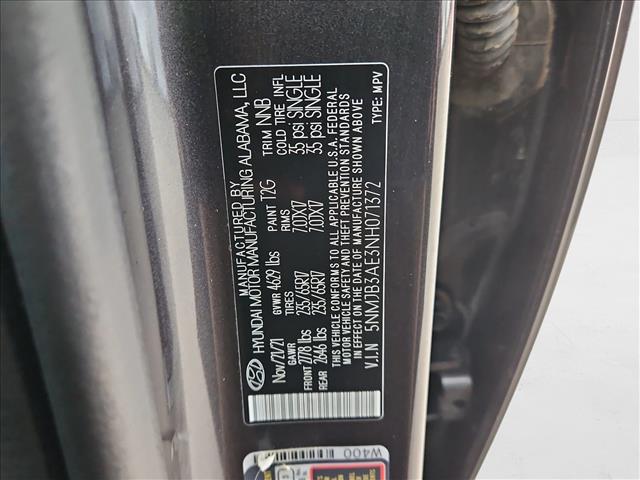 MANUFACTURED BY
HYUNDAI MOTOR MANUFACTURING ALABAMA, LLC
Nov/21/21 GVWR 4629 lbs PAINT T2G TRIM NNB
GAWR TIRES RIMS COLD TIRE INFL
FRONT 2778 lbs 235/65R17 7.0JX17 35 psi SINGLE
REAR 2646 lbs 235/65R17 7.0JX17 35 psi SINGLE
THIS VEHICLE CONFORMS TO ALL APPLICABLE U.S.A. FEDERAL
MOTOR VEHICLE SAFETY AND THEFT PREVENTION STANDARDS
IN EFFECT ON THE DATE OF MANUFACTURE SHOWN ABOVE
V.I.N 5NMJB3AE3NH071372 TYPE: MPV
W400